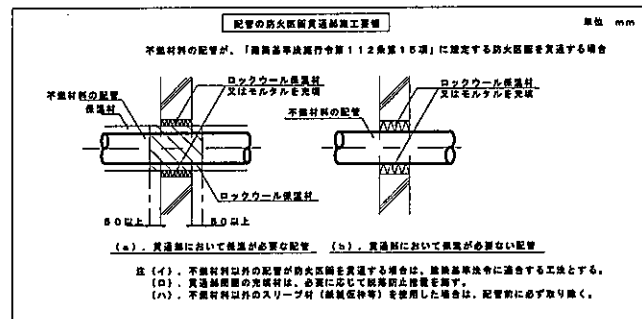 配管の防火区画貫通部施工要領
単位 mm
不燃材料の配管が、「建築基準法施行令第112条第15項」に規定する防火区画を貫通する場合
ロックウール保温材
又はモルタルを充填
不燃材料の配管
保温材
ロックウール保温材
50以上
50以上
(a). 貫通部において保温が必要な配管
ロックウール保温材
又はモルタルを充填
不燃材料の配管
(b). 貫通部において保温が必要ない配管
注 (イ). 不燃材料以外の配管が防火区画を貫通する場合は、建築基準法令に適合する工法とする。
(ロ). 貫通部周囲の充填材は、必要に応じて脱落防止措置を施す。
(ハ). 不燃材料以外のスリーブ材(紙製仮枠等)を使用した場合は、配管前に必ず取り除く。